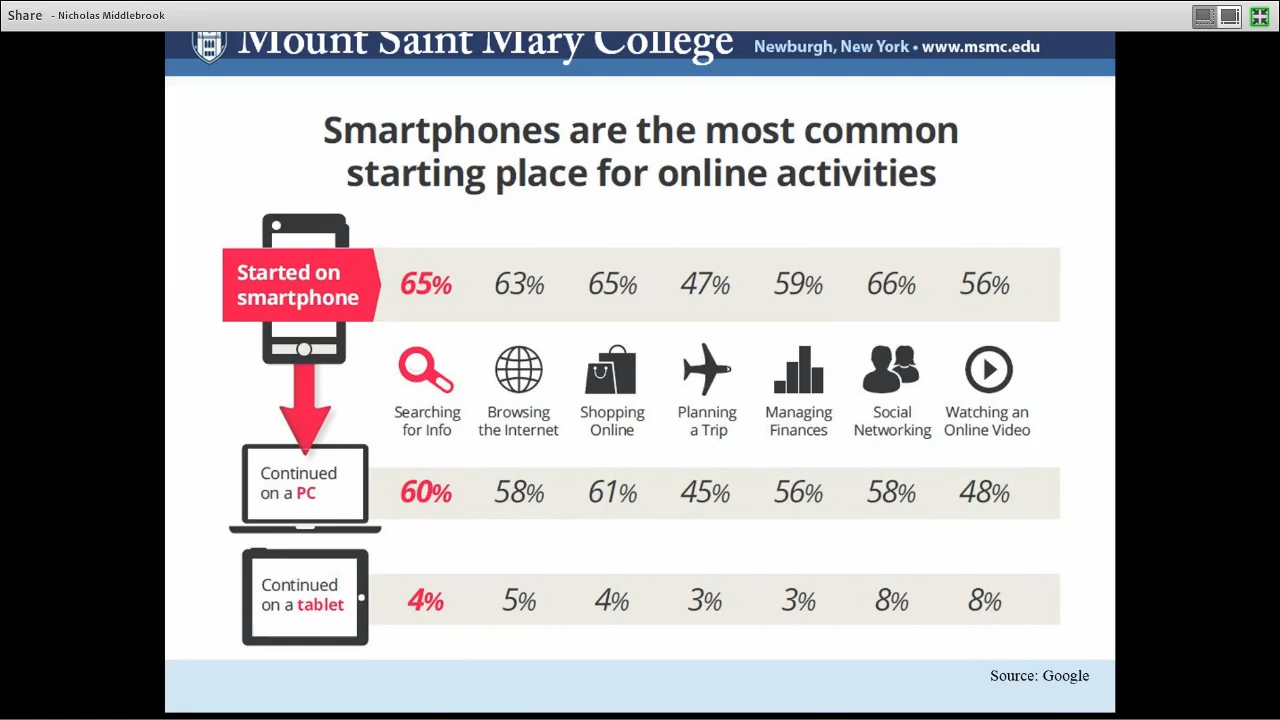 Share - Nicholas Middlebrook
Mount Saint Mary College Newburgh, New York • www.msmc.edu
Smartphones are the most common
starting place for online activities
Started on
smartphone
65% 63% 65% 47% 59% 66% 56%
Searching Browsing Shopping Planning Managing Social Watching an
for Info the Internet Online a Trip Finances Networking Online Video
Continued
on a PC
60% 58% 61% 45% 56% 58% 48%
Continued
on a tablet
4% 5% 4% 3% 3% 8% 8%
Source: Google